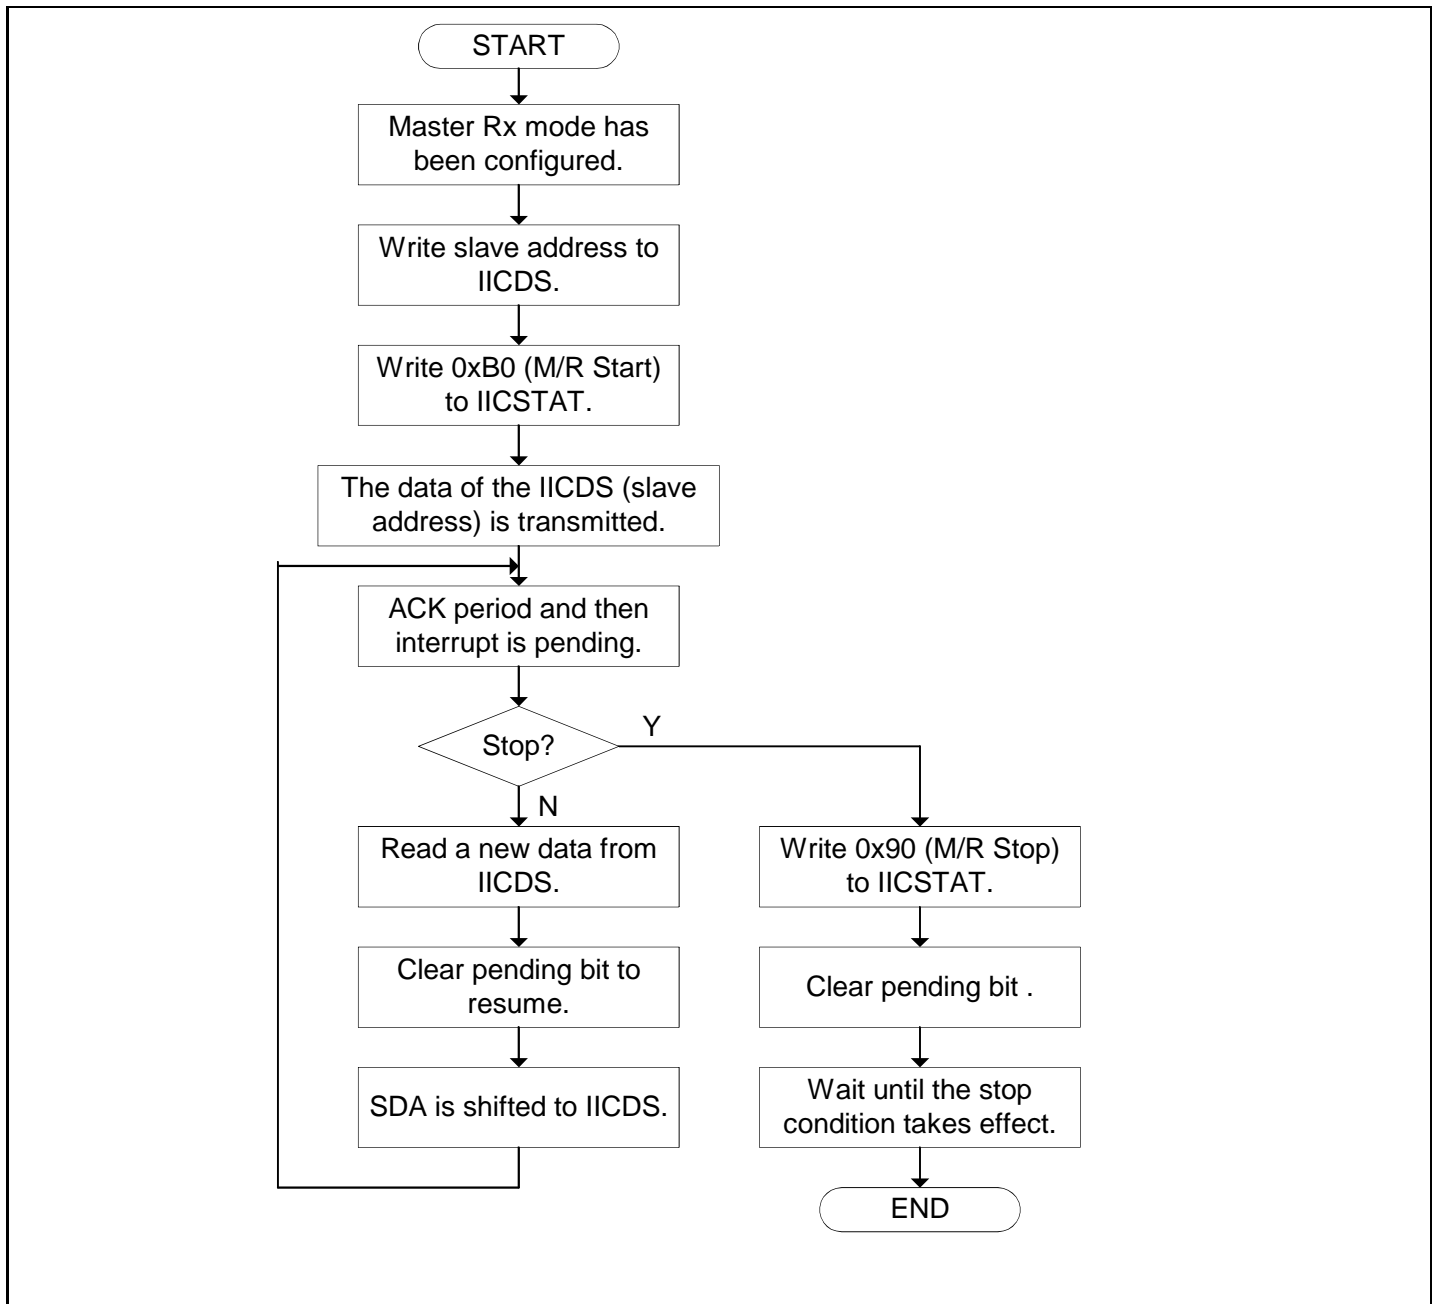 START
Master Rx mode has
been configured.
Write slave address to
IICDS.
Write 0xB0 (M/R Start)
to IICSTAT.
The data of the IICDS (slave
address) is transmitted.
ACK period and then
interrupt is pending.
Stop?
Y
N
Read a new data from
IICDS.
Clear pending bit to
resume.
SDA is shifted to IICDS.
Write 0x90 (M/R Stop)
to IICSTAT.
Clear pending bit .
Wait until the stop
condition takes effect.
END